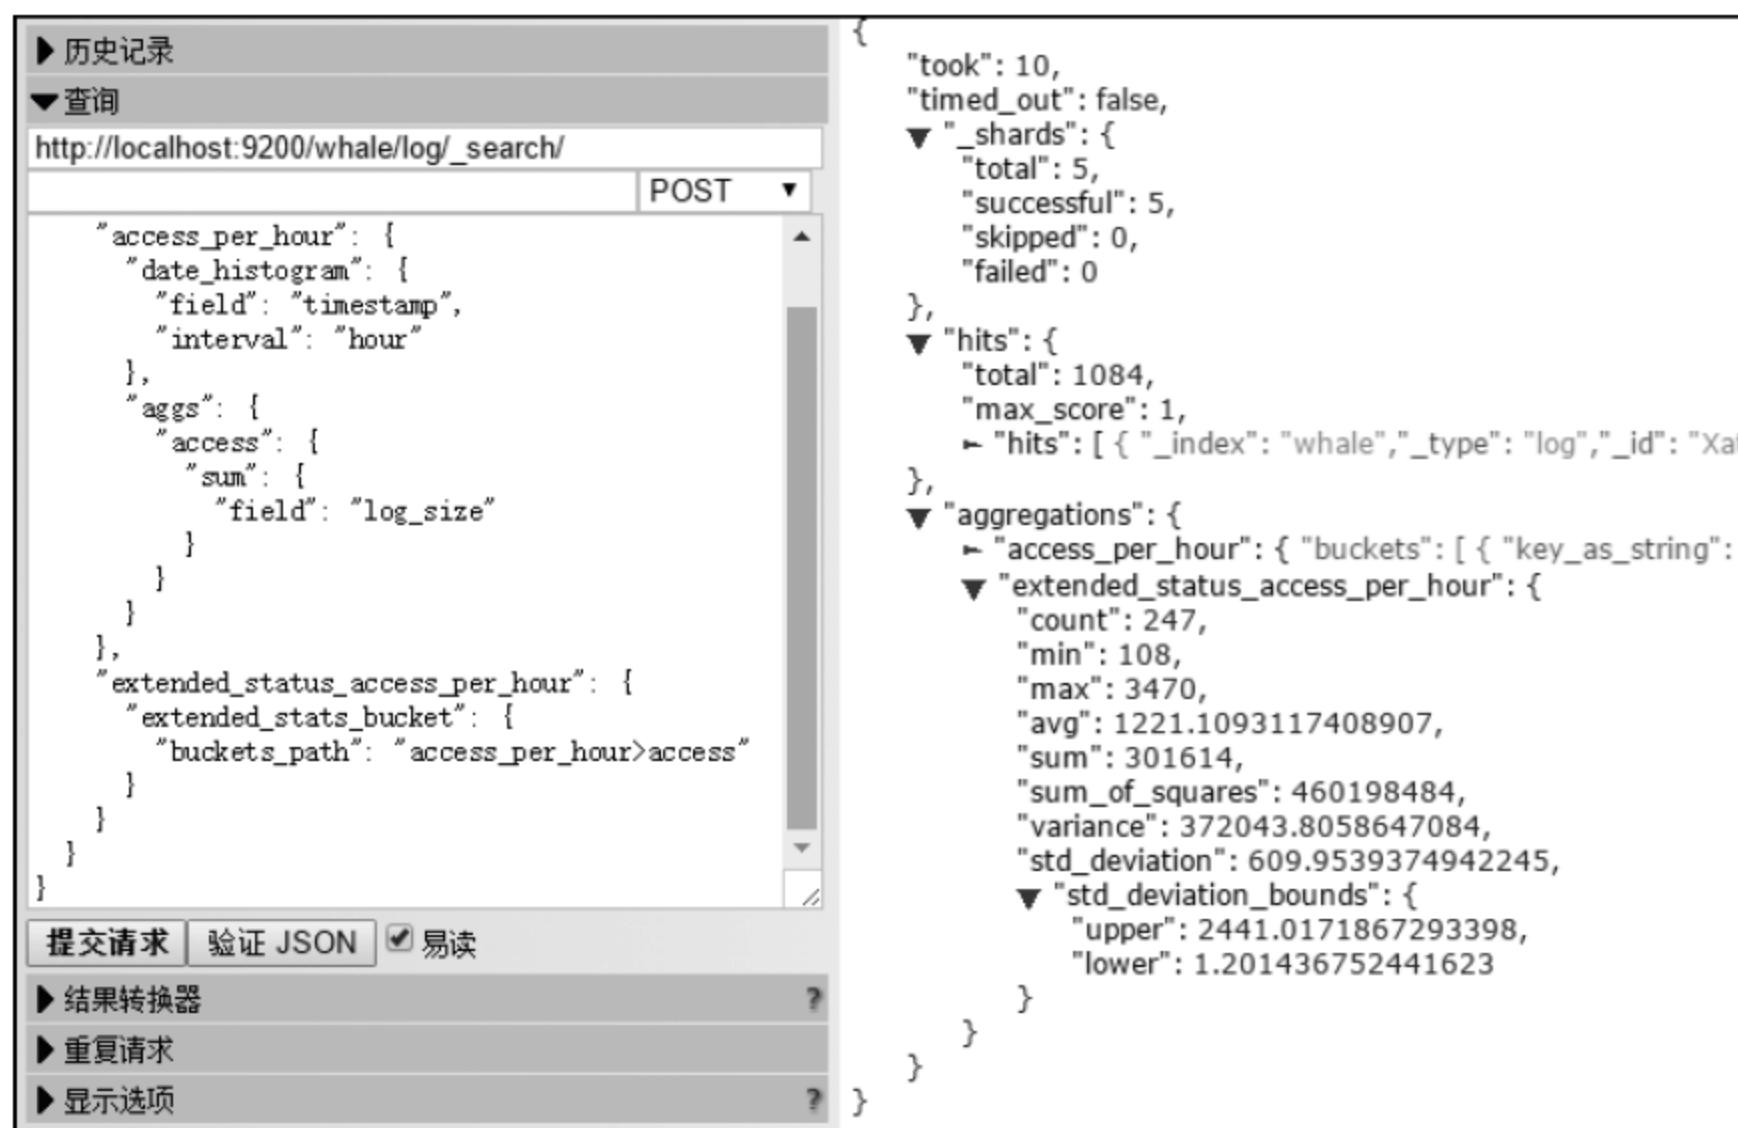 历史记录
查询
http://localhost:9200/whale/log/_search/
POST
"access_per_hour": {
"date_histogram": {
"field": "timestamp",
"interval": "hour"
},
"aggs": {
"access": {
"sum": {
"field": "log_size"
}
}
}
},
"extended_status_access_per_hour": {
"extended_stats_bucket": {
"buckets_path": "access_per_hour>access"
}
}
}
}
提交请求 验证 JSON 易读
结果转换器 ?
重复请求
显示选项 ?
{
"took": 10,
"timed_out": false,
"_shards": {
"total": 5,
"successful": 5,
"skipped": 0,
"failed": 0
},
"hits": {
"total": 1084,
"max_score": 1,
"hits": [ { "_index": "whale","_type": "log","_id": "Xa
},
"aggregations": {
"access_per_hour": { "buckets": [ { "key_as_string":
"extended_status_access_per_hour": {
"count": 247,
"min": 108,
"max": 3470,
"avg": 1221.1093117408907,
"sum": 301614,
"sum_of_squares": 460198484,
"variance": 372043.8058647084,
"std_deviation": 609.9539374942245,
"std_deviation_bounds": {
"upper": 2441.0171867293398,
"lower": 1.201436752441623
}
}
}
}